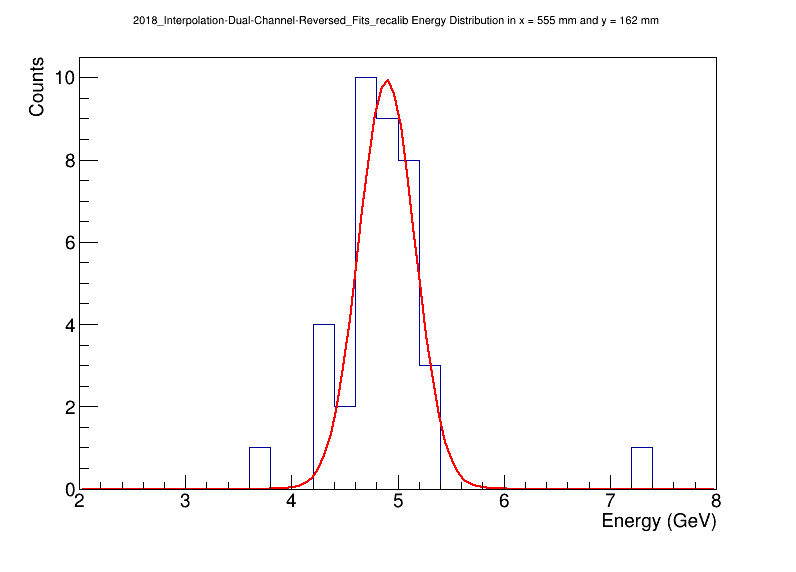 2018_Interpolation-Dual-Channel-Reversed_Fits_recalib Energy Distribution in x = 555 mm and y = 162 mm
Counts
10
8
6
4
2
0
2 3 4 5 6 7 8
Energy (GeV)